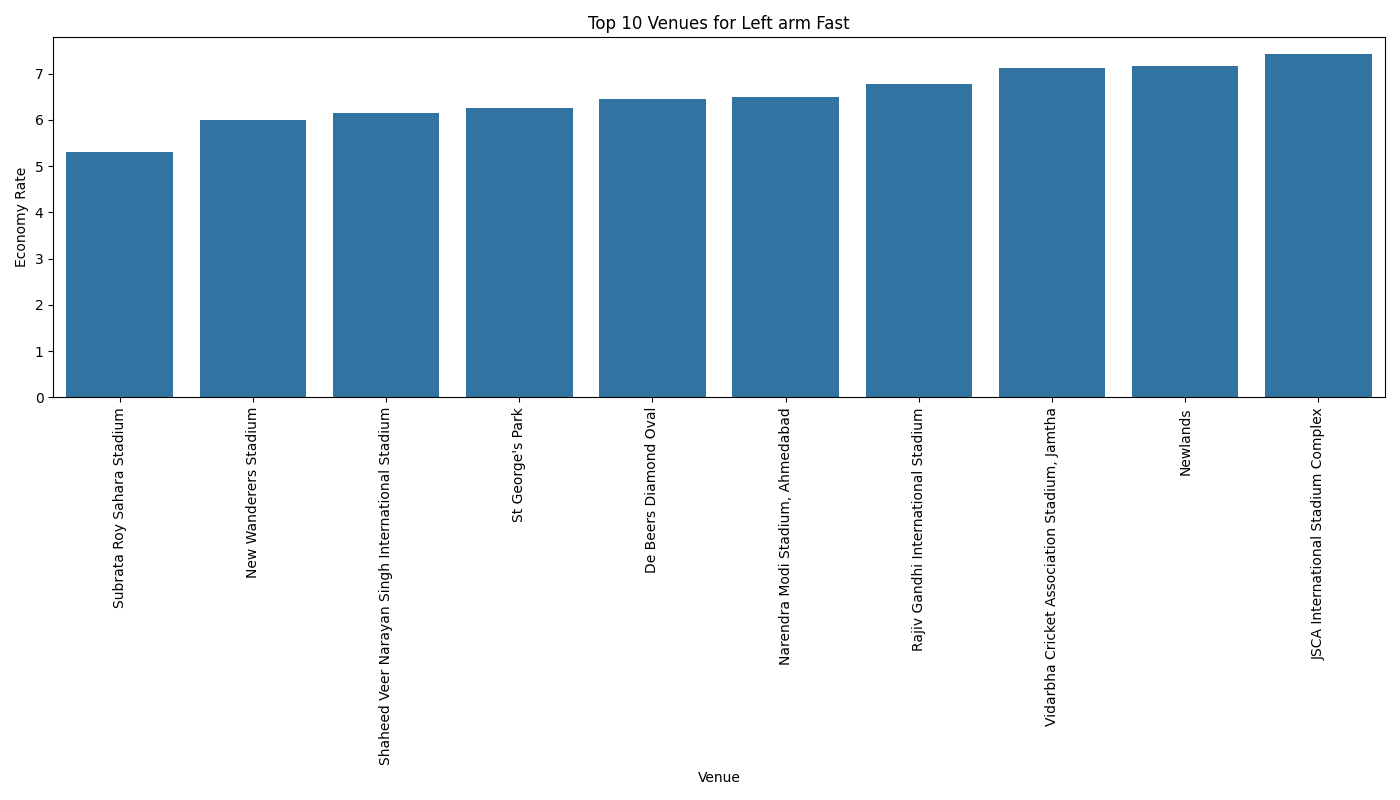 Top 10 Venues for Left arm Fast
Economy Rate
7
6
5
4
3
2
1
0
Subrata Roy Sahara Stadium
New Wanderers Stadium
Shaheed Veer Narayan Singh International Stadium
St George's Park
De Beers Diamond Oval
Narendra Modi Stadium, Ahmedabad
Rajiv Gandhi International Stadium
Vidarbha Cricket Association Stadium, Jamtha
Newlands
JSCA International Stadium Complex
Venue